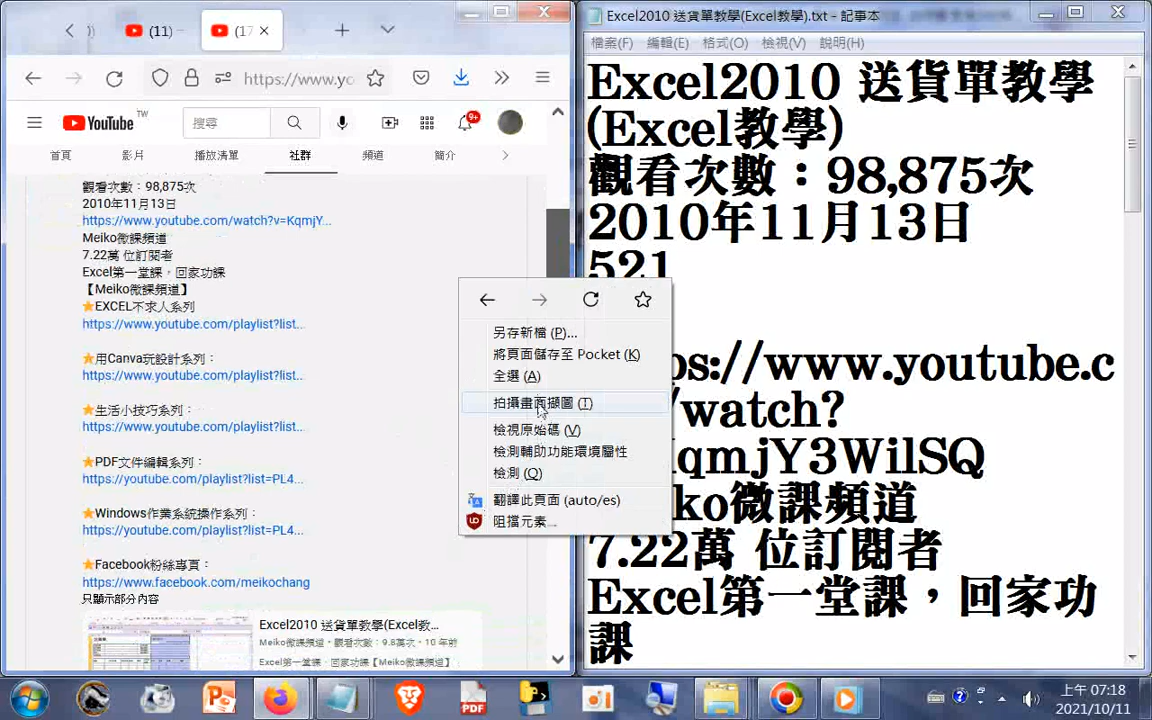 (11)
(17
https://www.yo
YouTube TW
搜尋
9+
首頁 影片 播放清單 社群 頻道 簡介
觀看次數：98,875次
2010年11月13日
https://www.youtube.com/watch?v=KqmjY...
Meiko微課頻道
7.22萬 位訂閱者
Excel第一堂課，回家功課
【Meiko微課頻道】
⭐EXCEL不求人系列
https://www.youtube.com/playlist?list...
⭐用Canva玩設計系列：
https://www.youtube.com/playlist?list...
⭐生活小技巧系列：
https://www.youtube.com/playlist?list...
⭐PDF文件編輯系列：
https://www.youtube.com/playlist?list=PL4...
⭐Windows作業系統操作系列：
https://www.youtube.com/playlist?list=PL4...
⭐Facebook粉絲專頁：
https://www.facebook.com/meikochang
只顯示部分內容
Excel2010 送貨單教學(Excel教...
Meiko微課頻道・觀看次數：9.8萬次・10 年前
Excel第一堂課，回家功課【Meiko微課頻道】
另存新檔 (P)...
將頁面儲存至 Pocket (K)
全選 (A)
拍攝畫面擷圖 (T)
檢視原始碼 (V)
檢測輔助功能環境屬性
檢測 (Q)
翻譯此頁面 (auto/es)
阻擋元素...
Excel2010 送貨單教學(Excel教學).txt - 記事本
檔案(F) 編輯(E) 格式(O) 檢視(V) 說明(H)
Excel2010 送貨單教學
(Excel教學)
觀看次數：98,875次
2010年11月13日
521
ps://www.youtube.c
/watch?
qmjY3WilSQ
ko微課頻道
7.22萬 位訂閱者
Excel第一堂課，回家功
課
PDF
上午 07:18
2021/10/11